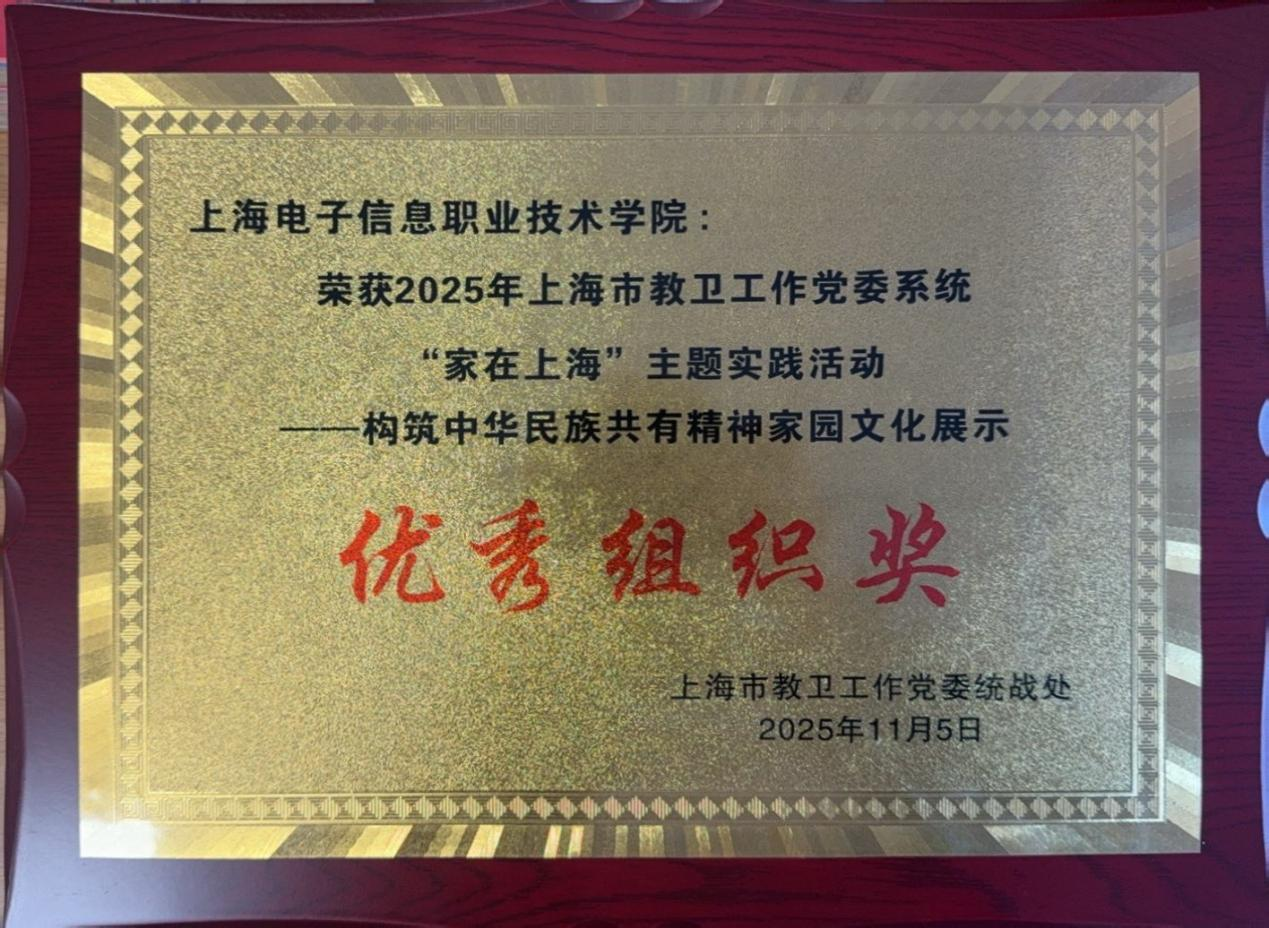 上海电子信息职业技术学院：
荣获2025年上海市教卫工作党委系统
“家在上海”主题实践活动
——构筑中华民族共有精神家园文化展示
优秀组织奖
上海市教卫工作党委统战处
2025年11月5日